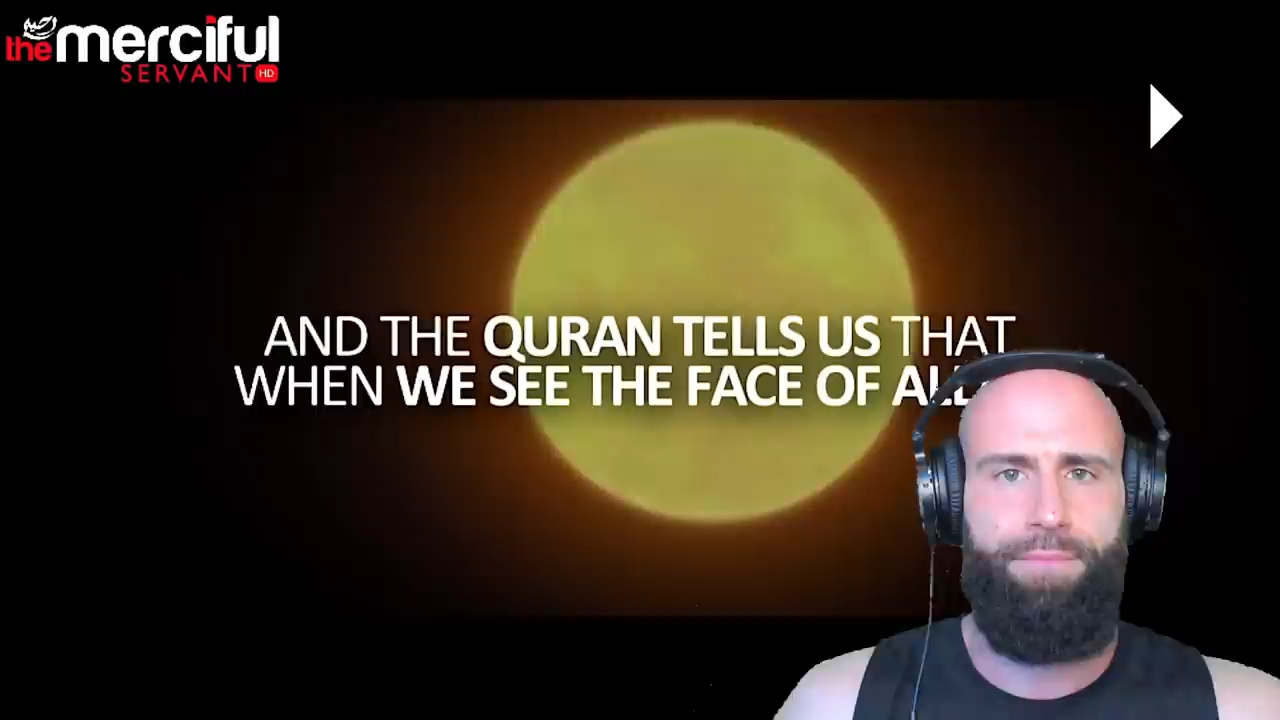 the merciful
SERVANT HD
AND THE QURAN TELLS US THAT
WHEN WE SEE THE FACE OF